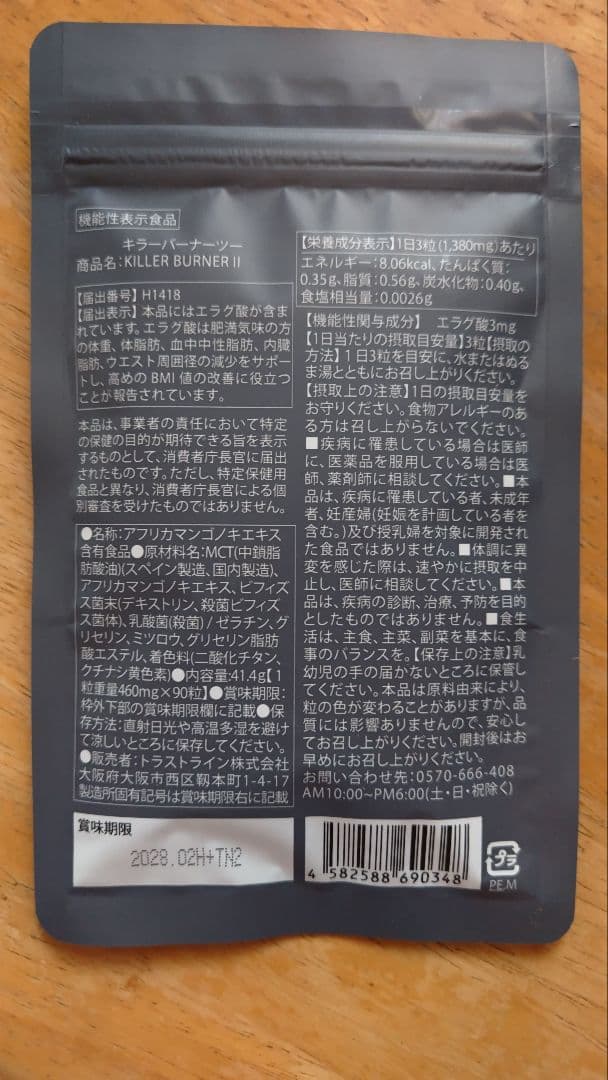 機能性表示食品
キラーバーナーツー
商品名：KILLER BURNER II
【届出番号】H1418
【届出表示】本品にはエラグ酸が含ま
れています。エラグ酸は肥満気味の方
の体重、体脂肪、血中中性脂肪、内臓
脂肪、ウエスト周囲径の減少をサポー
トし、高めのBMI値の改善に役立つ
ことが報告されています。
本品は、事業者の責任において特定
の保健の目的が期待できる旨を表示
するものとして、消費者庁長官に届出
されたものです。ただし、特定保健用
食品と異なり、消費者庁長官による個
別審査を受けたものではありません。
●名称：アフリカマンゴノキエキス
含有食品●原材料名：MCT(中鎖脂
肪酸油)(スペイン製造、国内製造)、
アフリカマンゴノキエキス、ビフィズ
ス菌末(デキストリン、殺菌ビフィズ
ス菌体)、乳酸菌(殺菌)／ゼラチン、グ
リセリン、ミツロウ、グリセリン脂肪
酸エステル、着色料(二酸化チタン、
クチナシ黄色素)●内容量：41.4g【1
粒重量460mg×90粒】●賞味期限：
枠外下部の賞味期限欄に記載●保
存方法：直射日光や高温多湿を避け
て涼しいところに保存してください。
●販売者：トラストライン株式会社
大阪府大阪市西区靱本町1-4-17
製造所固有記号は賞味期限右に記載
賞味期限
2028.02H+TN2
【栄養成分表示】1日3粒(1,380mg)あたり
エネルギー：8.06kcal、たんぱく質：
0.35g、脂質：0.56g、炭水化物：0.40g、
食塩相当量：0.0026g
【機能性関与成分】 エラグ酸3mg
【1日当たりの摂取目安量】3粒【摂取の
方法】1日3粒を目安に、水またはぬる
ま湯とともにお召し上がりください。
【摂取上の注意】1日の摂取目安量を
お守りください。食物アレルギーのあ
る方は召し上がらないでください。
■疾病に罹患している場合は医師
に、医薬品を服用している場合は医
師、薬剤師に相談してください。■本
品は、疾病に罹患している者、未成年
者、妊産婦(妊娠を計画している者を
含む。)及び授乳婦を対象に開発され
た食品ではありません。■体調に異
変を感じた際は、速やかに摂取を中
止し、医師に相談してください。■本
品は、疾病の診断、治療、予防を目的
としたものではありません。■食生
活は、主食、主菜、副菜を基本に、食
事のバランスを。【保存上の注意】乳
幼児の手の届かないところに保管し
てください。本品は原料由来により、
粒の色が変わることがありますが、品
質には影響ありませんので、安心し
てお召し上がりください。開封後はお
早めにお召し上がりください。
お問い合わせ先：0570-666-408
AM10:00~PM6:00(土・日・祝除く)
4 582588 690348
プラ
PE,M